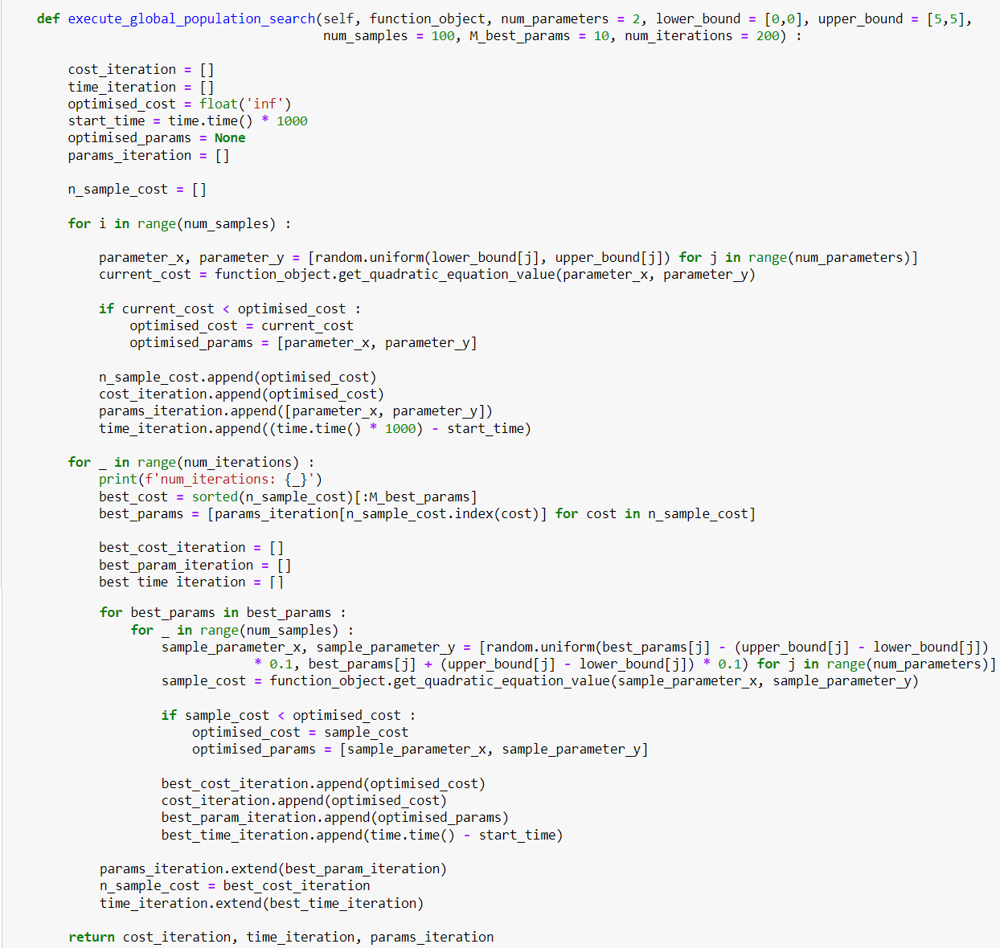 def execute_global_population_search(self, function_object, num_parameters = 2, lower_bound = [0,0], upper_bound = [5,5],
num_samples = 100, M_best_params = 10, num_iterations = 200) :
cost_iteration = []
time_iteration = []
optimised_cost = float('inf')
start_time = time.time() * 1000
optimised_params = None
params_iteration = []
n_sample_cost = []
for i in range(num_samples) :
parameter_x, parameter_y = [random.uniform(lower_bound[j], upper_bound[j]) for j in range(num_parameters)]
current_cost = function_object.get_quadratic_equation_value(parameter_x, parameter_y)
if current_cost < optimised_cost :
optimised_cost = current_cost
optimised_params = [parameter_x, parameter_y]
n_sample_cost.append(optimised_cost)
cost_iteration.append(optimised_cost)
params_iteration.append([parameter_x, parameter_y])
time_iteration.append((time.time() * 1000) - start_time)
for _ in range(num_iterations) :
print(f'num_iterations: {_}')
best_cost = sorted(n_sample_cost)[:M_best_params]
best_params = [params_iteration[n_sample_cost.index(cost)] for cost in n_sample_cost]
best_cost_iteration = []
best_param_iteration = []
best time iteration = []
for best_params in best_params :
for _ in range(num_samples) :
sample_parameter_x, sample_parameter_y = [random.uniform(best_params[j] - (upper_bound[j] - lower_bound[j])
* 0.1, best_params[j] + (upper_bound[j] - lower_bound[j]) * 0.1) for j in range(num_parameters)]
sample_cost = function_object.get_quadratic_equation_value(sample_parameter_x, sample_parameter_y)
if sample_cost < optimised_cost :
optimised_cost = sample_cost
optimised_params = [sample_parameter_x, sample_parameter_y]
best_cost_iteration.append(optimised_cost)
cost_iteration.append(optimised_cost)
best_param_iteration.append(optimised_params)
best_time_iteration.append(time.time() - start_time)
params_iteration.extend(best_param_iteration)
n_sample_cost = best_cost_iteration
time_iteration.extend(best_time_iteration)
return cost_iteration, time_iteration, params_iteration